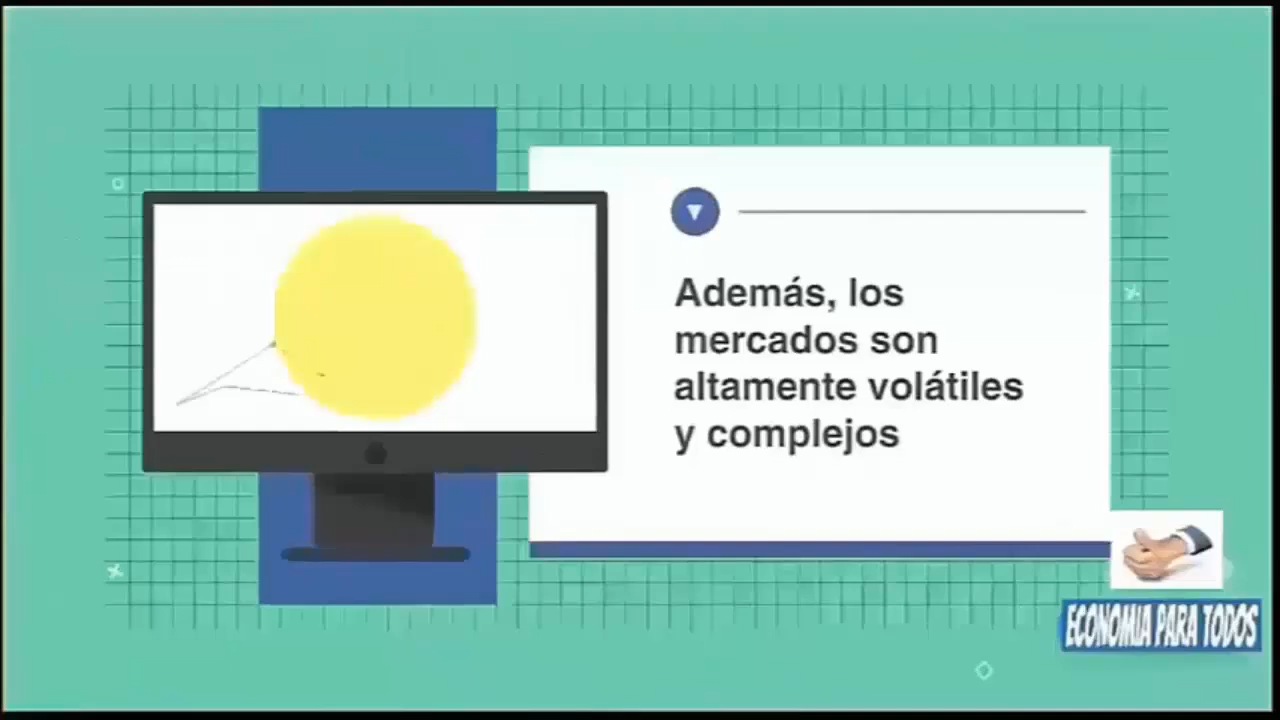 Además, los
mercados son
altamente volátiles
y complejos
ECONOMIA PARA TODOS